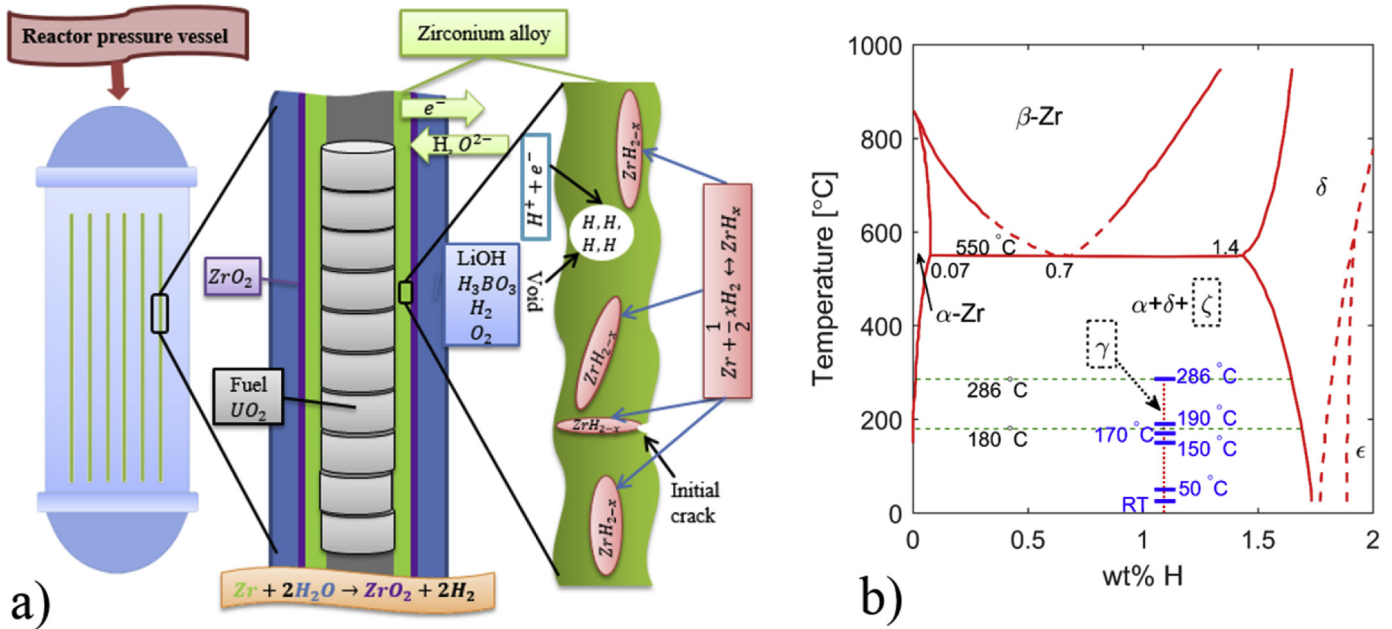 Reactor pressure vessel
Zirconium alloy
e⁻
H, O²⁻
ZrO₂
Fuel
UO₂
LiOH
H₃BO₃
H₂
O₂
H⁺ + e⁻
H, H,
H, H
Void
ZrH₂₋ₓ
ZrH₂₋ₓ
ZrH₂₋ₓ
ZrH₂₋ₓ
Zr + 1/2 xH₂ ↔ ZrHₓ
Initial
crack
Zr + 2H₂O → ZrO₂ + 2H₂
a)
Temperature [°C]
1000
800
600
400
200
0
β-Zr
δ
550 °C
1.4
0.07
0.7
α-Zr
α+δ+ ζ
γ
286 °C
286 °C
190 °C
170 °C
180 °C
150 °C
50 °C
RT
ϵ
0
0.5
1
1.5
2
wt% H
b)